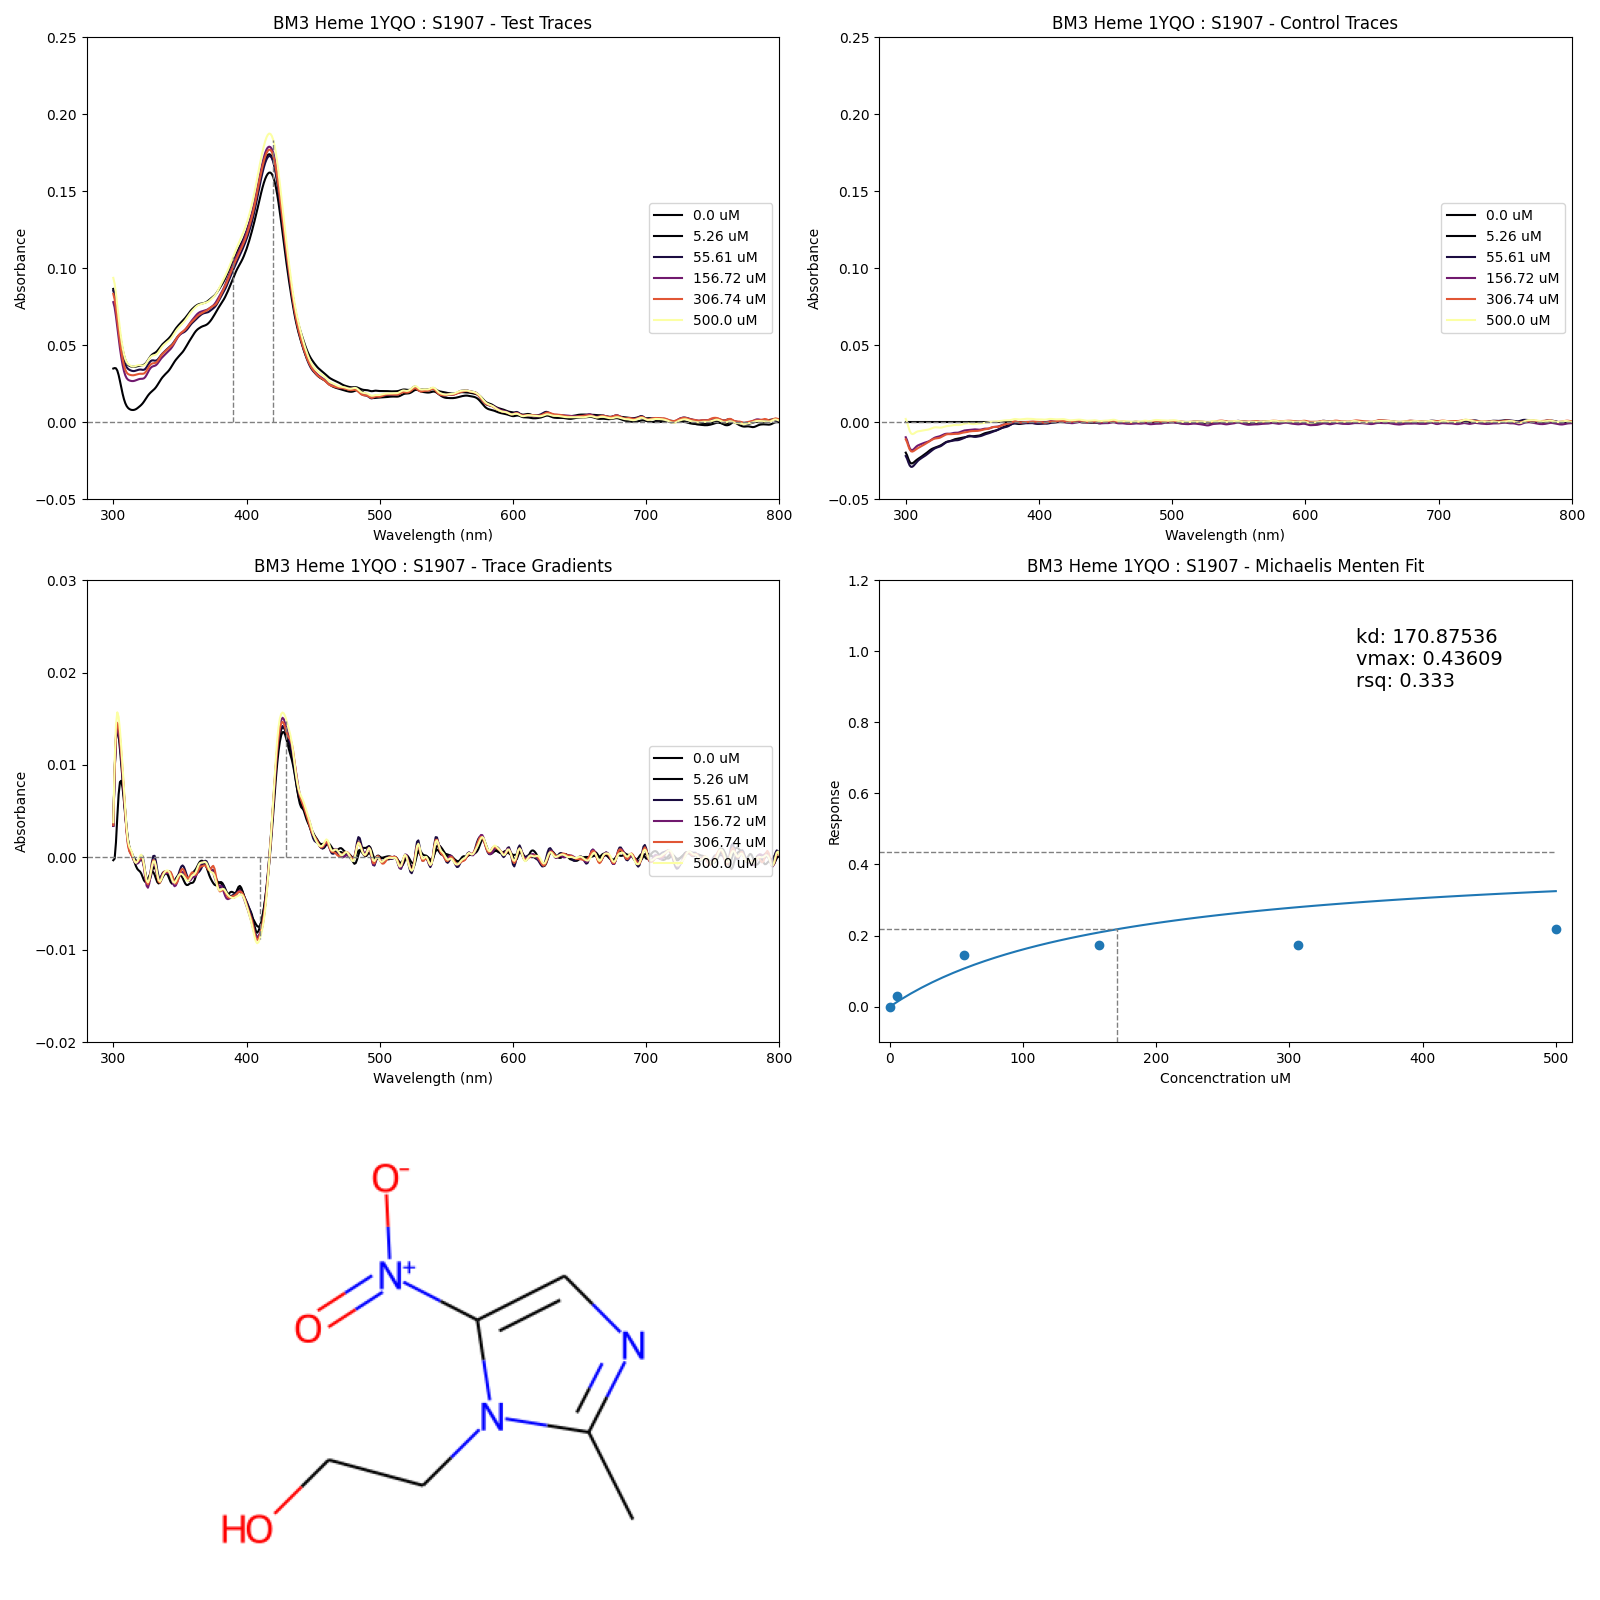 BM3 Heme 1YQO : S1907 - Test Traces
0.25
0.20
0.15
0.10
0.05
0.00
−0.05
Absorbance
300
400
500
600
700
800
Wavelength (nm)
0.0 uM
5.26 uM
55.61 uM
156.72 uM
306.74 uM
500.0 uM
BM3 Heme 1YQO : S1907 - Control Traces
0.25
0.20
0.15
0.10
0.05
0.00
−0.05
Absorbance
300
400
500
600
700
800
Wavelength (nm)
0.0 uM
5.26 uM
55.61 uM
156.72 uM
306.74 uM
500.0 uM
BM3 Heme 1YQO : S1907 - Trace Gradients
0.03
0.02
0.01
0.00
−0.01
−0.02
Absorbance
300
400
500
600
700
800
Wavelength (nm)
0.0 uM
5.26 uM
55.61 uM
156.72 uM
306.74 uM
500.0 uM
BM3 Heme 1YQO : S1907 - Michaelis Menten Fit
1.2
1.0
0.8
0.6
0.4
0.2
0.0
Response
0
100
200
300
400
500
Concenctration uM
kd: 170.87536
vmax: 0.43609
rsq: 0.333
O−
N+
O
N
N
HO